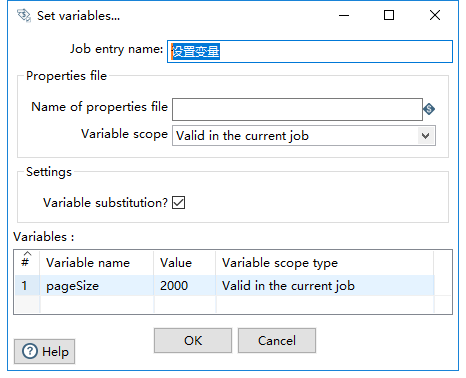 Set variables...
Job entry name: 设置变量
Properties file
Name of properties file
Variable scope Valid in the current job
Settings
Variable substitution?
Variables :
# Variable name Value Variable scope type
1 pageSize 2000 Valid in the current job
OK Cancel
Help